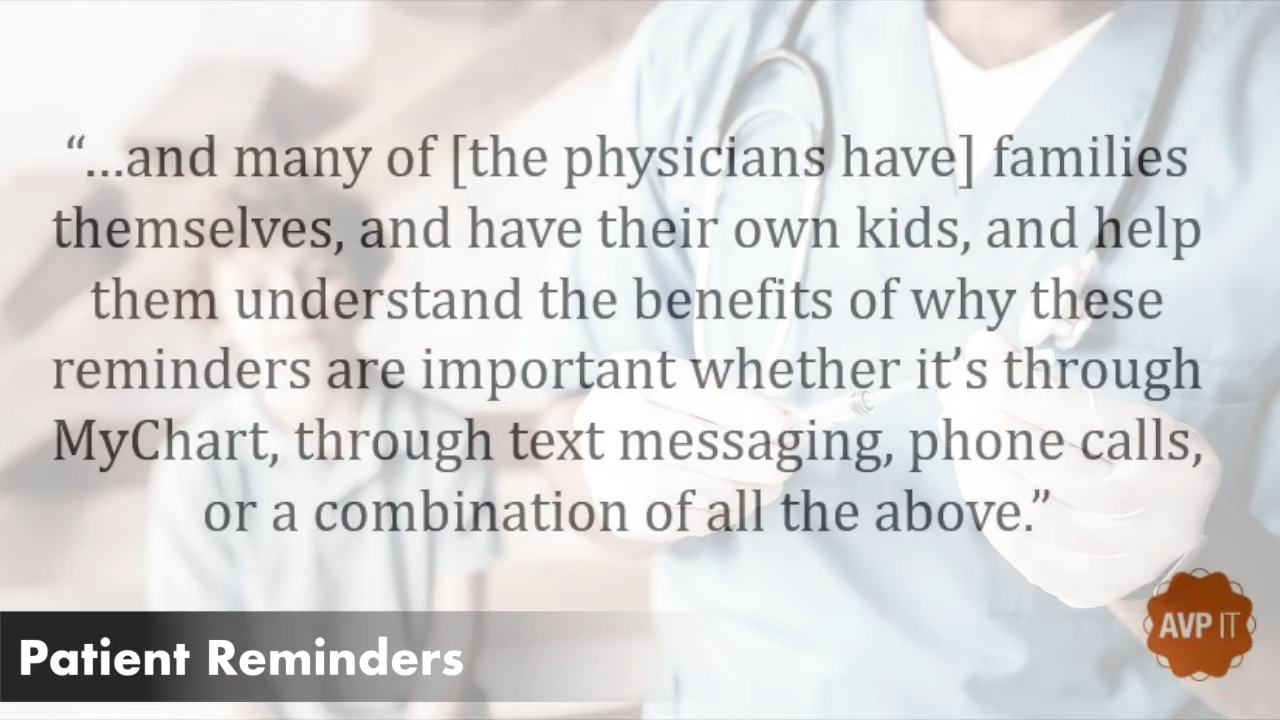 “...and many of [the physicians have] families
themselves, and have their own kids, and help
them understand the benefits of why these
reminders are important whether it’s through
MyChart, through text messaging, phone calls,
or a combination of all the above.”
AVP IT
Patient Reminders